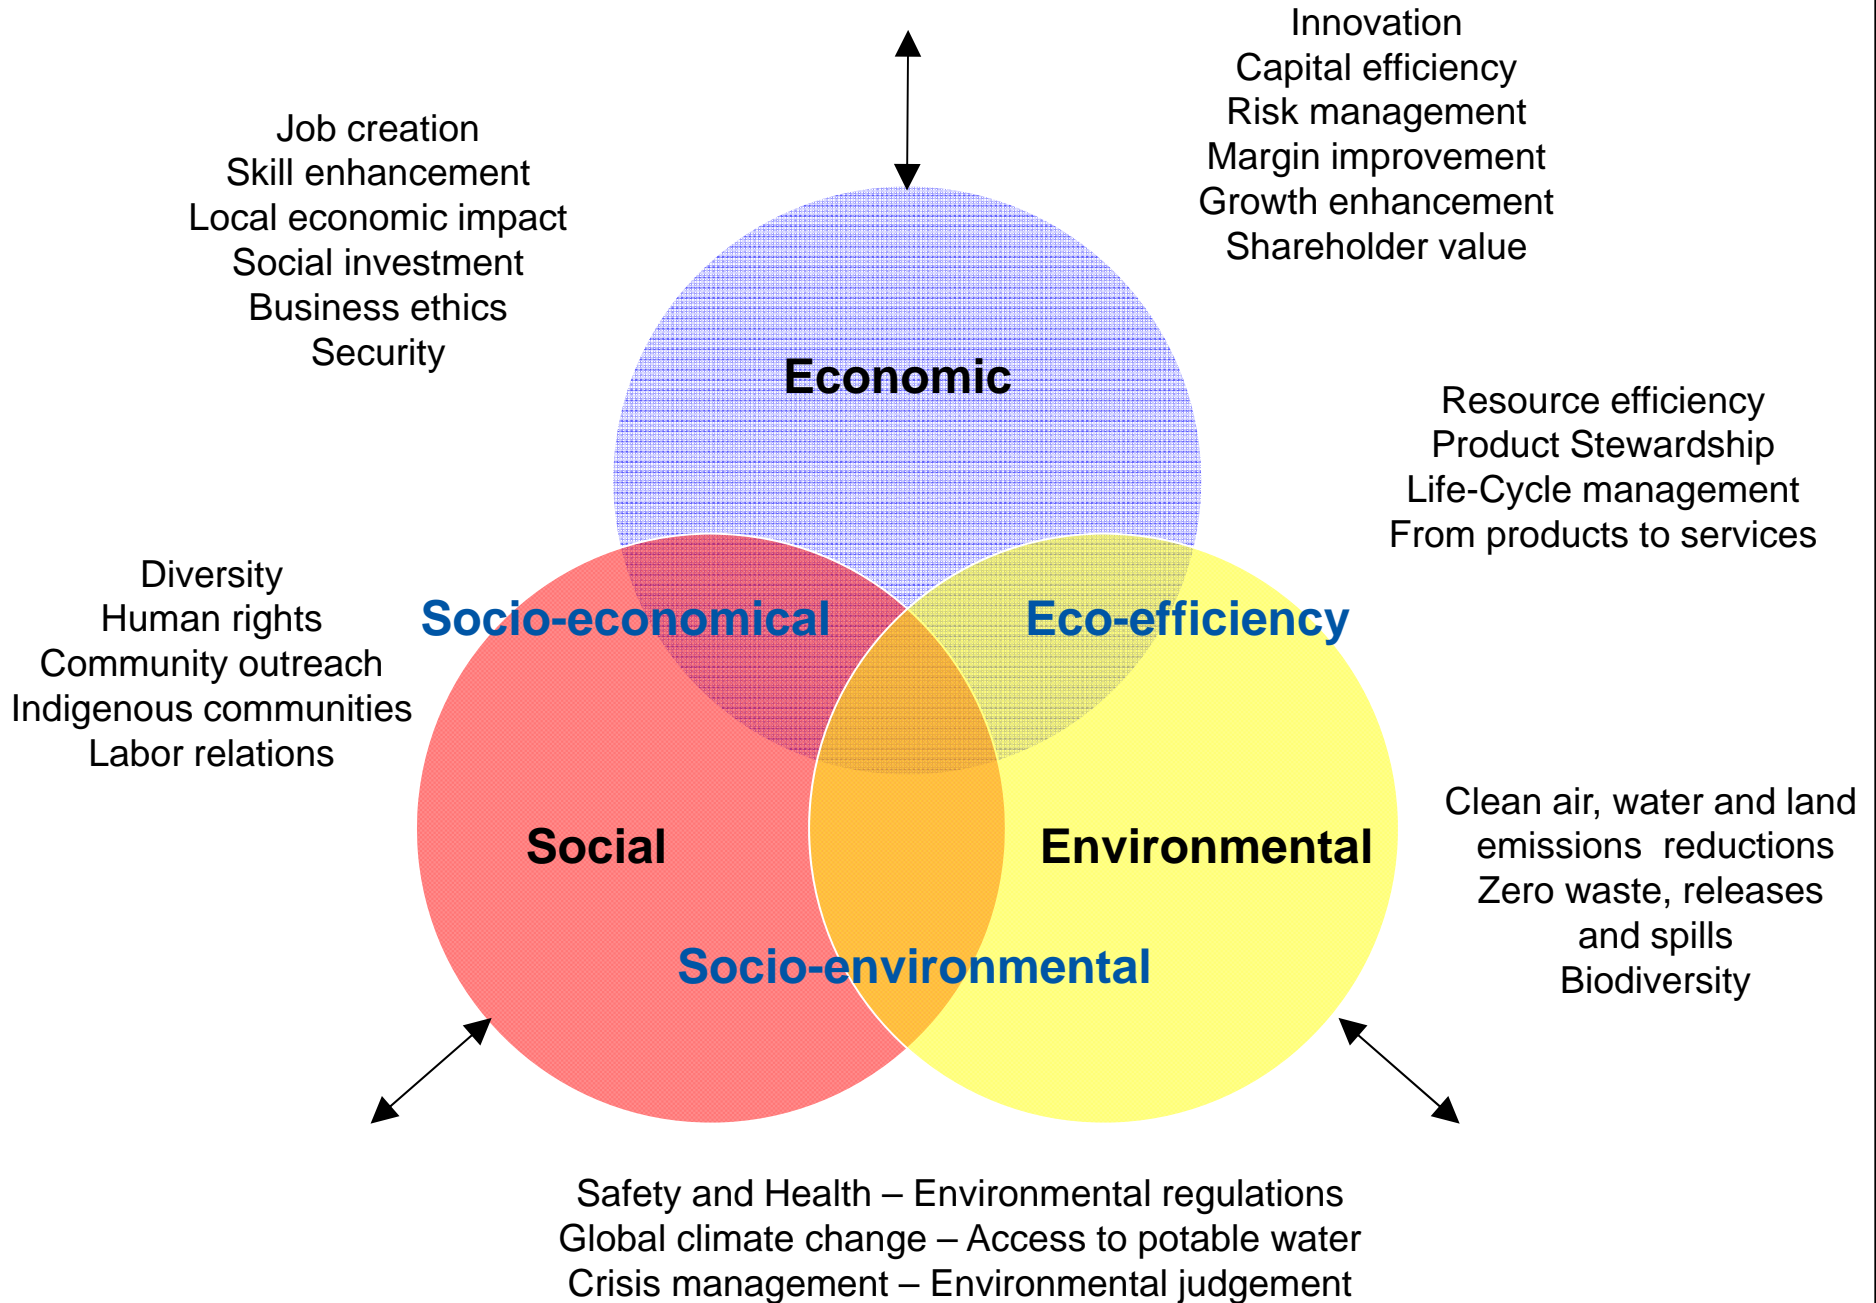 Innovation
Capital efficiency
Risk management
Margin improvement
Growth enhancement
Shareholder value
Job creation
Skill enhancement
Local economic impact
Social investment
Business ethics
Security
Economic
Resource efficiency
Product Stewardship
Life-Cycle management
From products to services
Diversity
Human rights
Community outreach
Indigenous communities
Labor relations
Socio-economical
Eco-efficiency
Social
Environmental
Clean air, water and land
emissions reductions
Zero waste, releases
and spills
Biodiversity
Socio-environmental
Safety and Health – Environmental regulations
Global climate change – Access to potable water
Crisis management – Environmental judgement